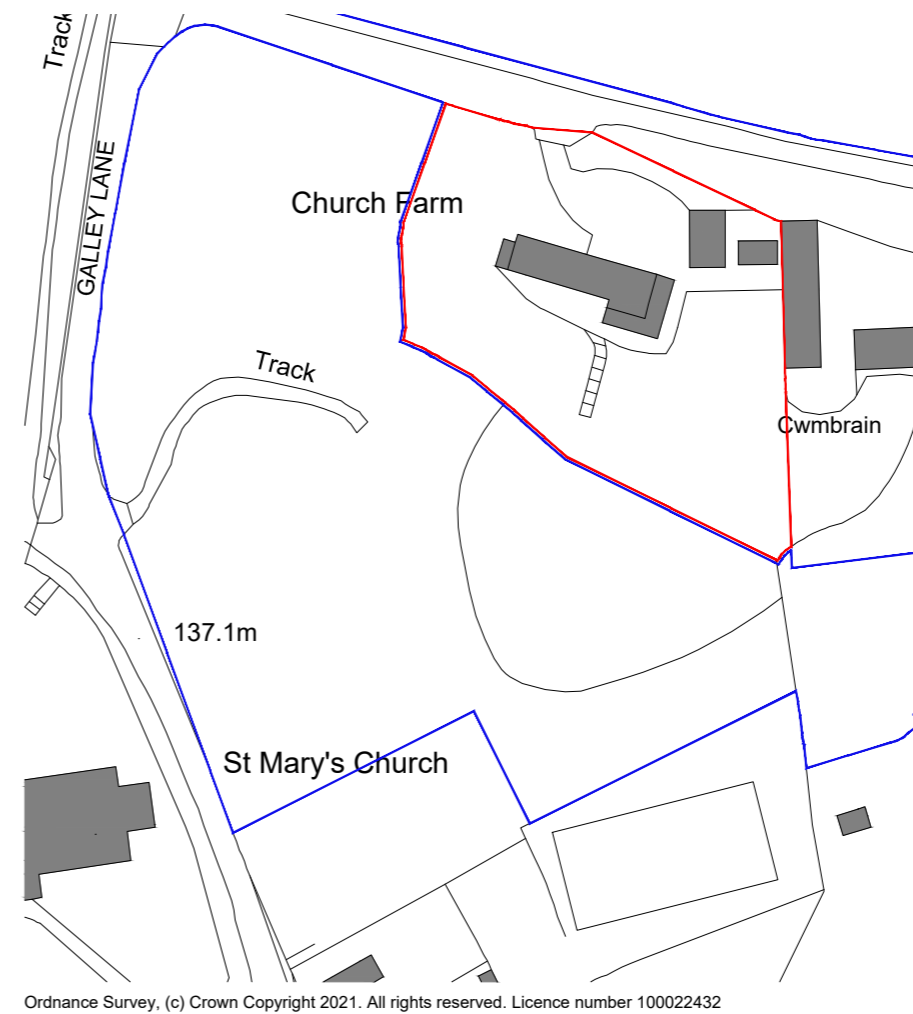 Track
GALLEY LANE
Church Farm
Track
Cwmbrain
137.1m
St Mary's Church
Ordnance Survey, (c) Crown Copyright 2021. All rights reserved. Licence number 100022432